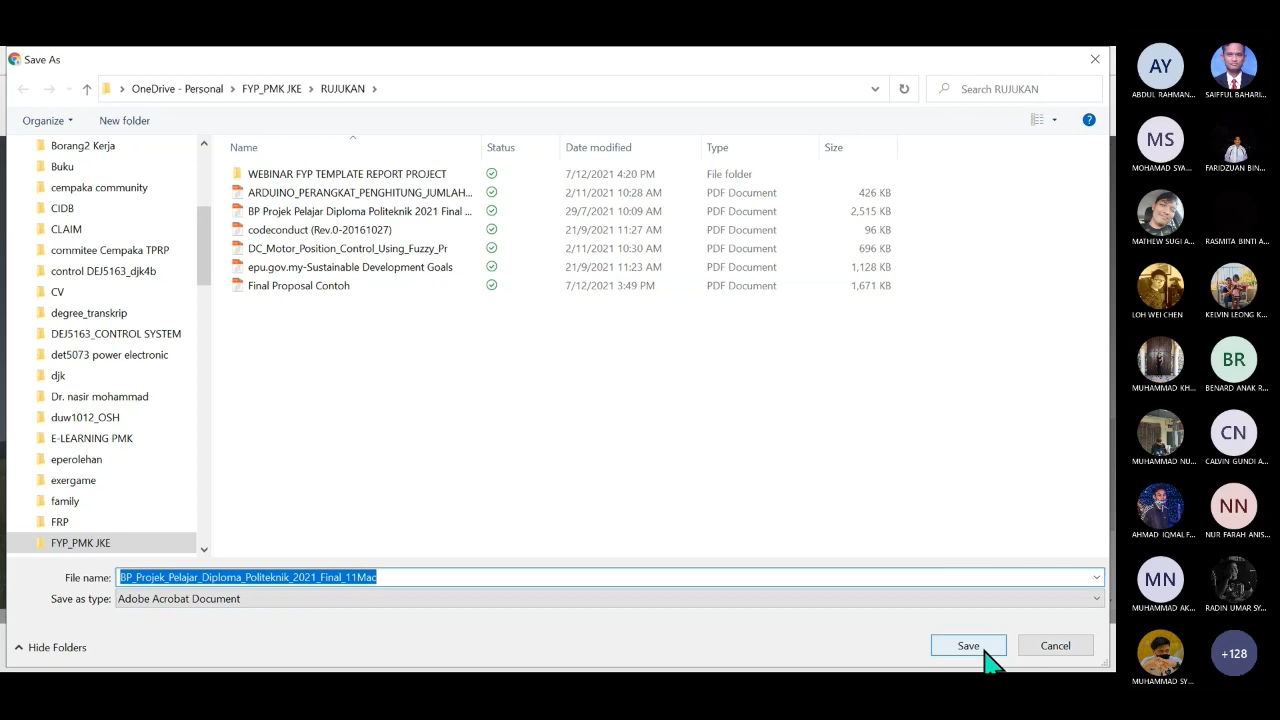 Save As
OneDrive - Personal > FYP_PMK JKE > RUJUKAN >
Search RUJUKAN
Organize
New folder
Borang2 Kerja
Buku
cempaka community
CIDB
CLAIM
commitee Cempaka TPRP
control DEJ5163_djk4b
CV
degree_transkrip
DEJ5163_CONTROL SYSTEM
det5073 power electronic
djk
Dr. nasir mohammad
duw1012_OSH
E-LEARNING PMK
eperolehan
exergame
family
FRP
FYP_PMK JKE
Name Status Date modified Type Size
WEBINAR FYP TEMPLATE REPORT PROJECT 7/12/2021 4:20 PM File folder
ARDUINO_PERANGKAT_PENGHITUNG_JUMLAH... 2/11/2021 10:28 AM PDF Document 426 KB
BP Projek Pelajar Diploma Politeknik 2021 Final ... 29/7/2021 10:09 AM PDF Document 2,515 KB
codeconduct (Rev.0-20161027) 21/9/2021 11:27 AM PDF Document 96 KB
DC_Motor_Position_Control_Using_Fuzzy_Pr 2/11/2021 10:30 AM PDF Document 696 KB
epu.gov.my-Sustainable Development Goals 21/9/2021 11:23 AM PDF Document 1,128 KB
Final Proposal Contoh 7/12/2021 3:49 PM PDF Document 1,671 KB
File name: BP_Projek_Pelajar_Diploma_Politeknik_2021_Final_11Mac
Save as type: Adobe Acrobat Document
Hide Folders
Save
Cancel
AY
ABDUL RAHMAN... SAIFFUL BAHARI...
MS
MOHAMAD SYA... FARIDZUAN BIN...
MATHEW SUGI A... RASMITA BINTI A...
LOH WEI CHEN KELVIN LEONG K...
BR
MUHAMMAD KH... BENARD ANAK R...
CN
MUHAMMAD NU... CALVIN GUNDI A...
NN
AHMAD IQMAL F... NUR FARAH ANIS...
MN
MUHAMMAD AK... RADIN UMAR SY...
+128
MUHAMMAD SY...